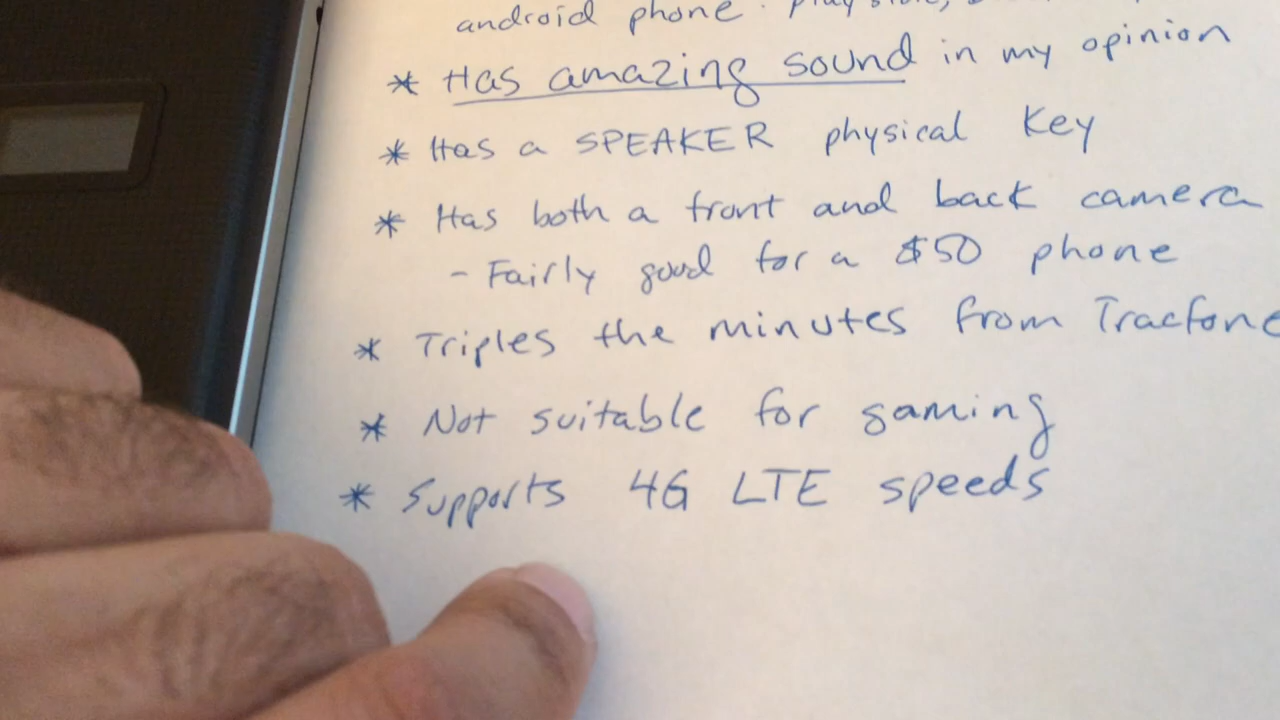 android phone.
* Has amazing sound in my opinion
* Has a SPEAKER physical key
* Has both a front and back camera
- Fairly good for a $50 phone
* Triples the minutes from Tracfone
* Not suitable for gaming
* Supports 4G LTE speeds